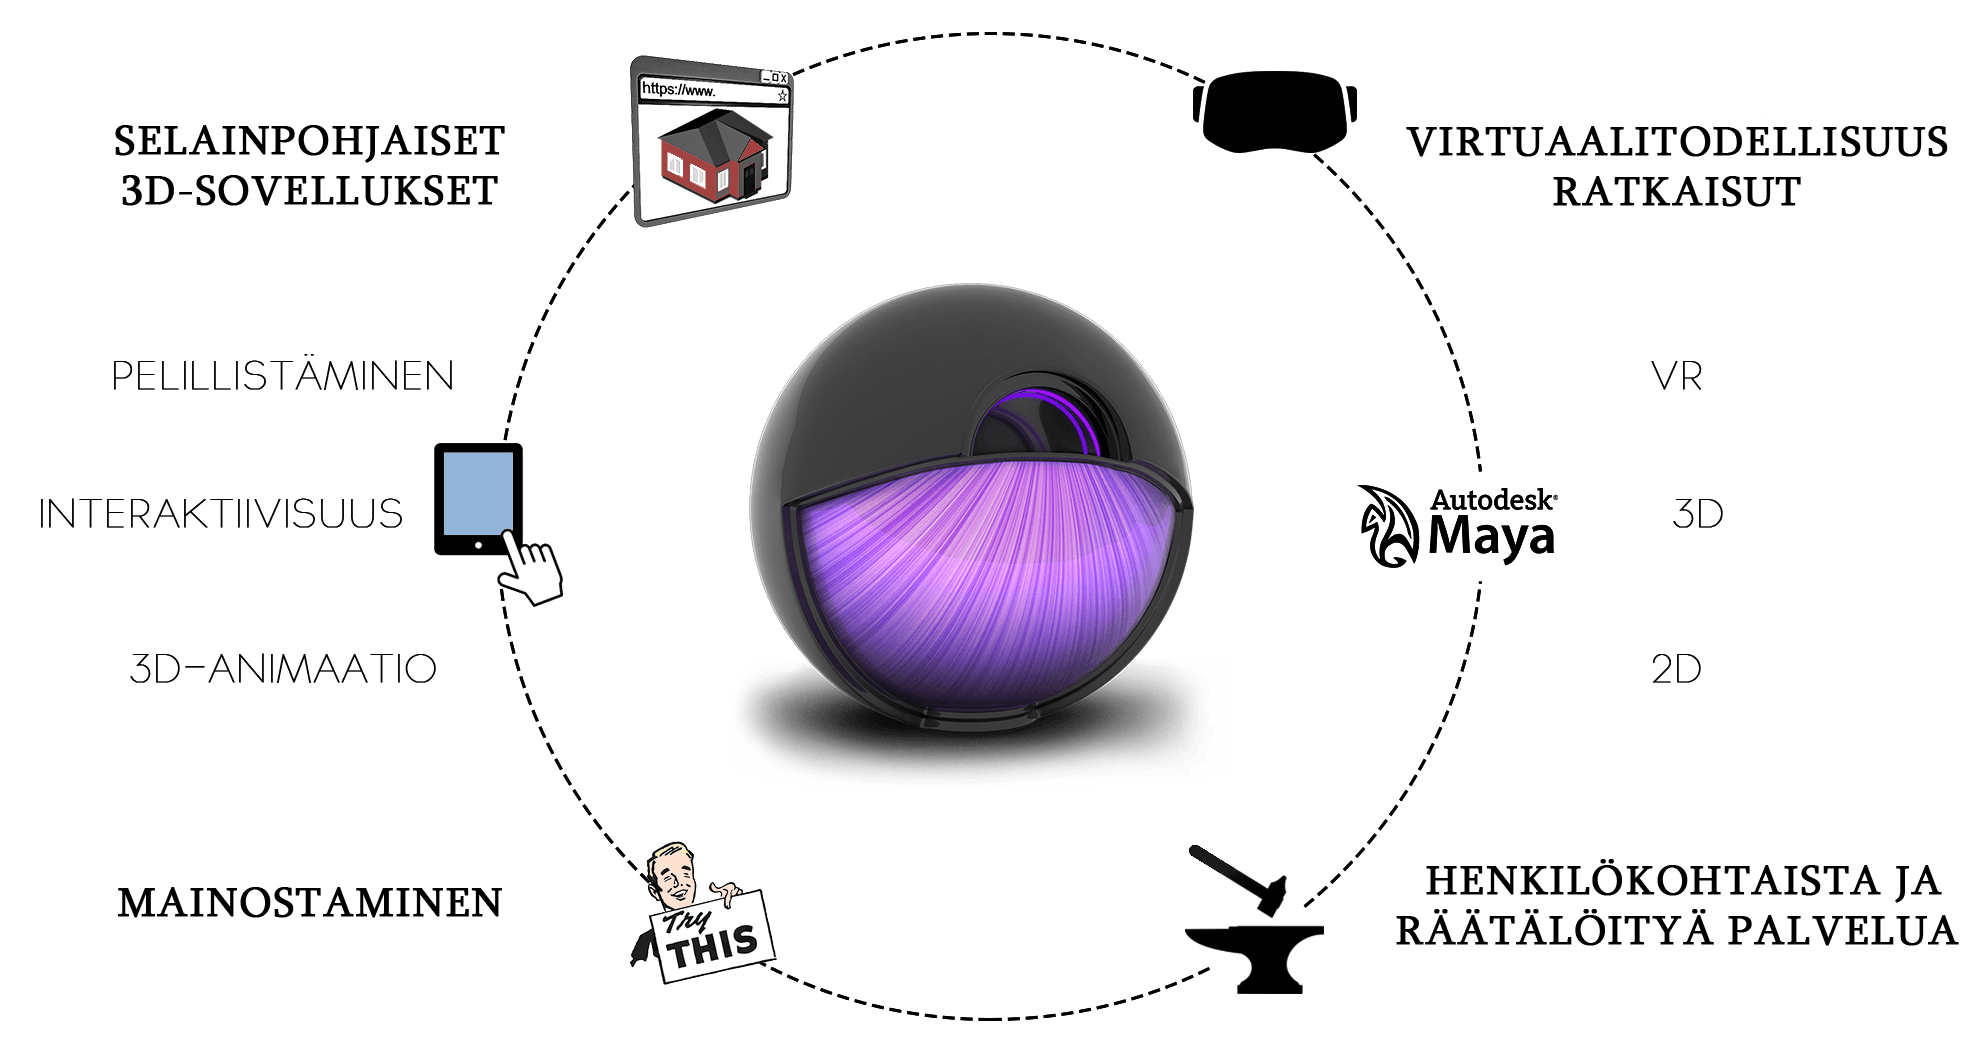 https://www.
SELAINPOHJAISET
3D-SOVELLUKSET
VIRTUAALITODELLISUUS
RATKAISUT
PELILLISTÄMINEN
VR
INTERAKTIIVISUUS
Autodesk®
Maya
3D
3D-ANIMAATIO
2D
MAINOSTAMINEN
Try
THIS
HENKILÖKOHTAISTA JA
RÄÄTÄLÖITYÄ PALVELUA